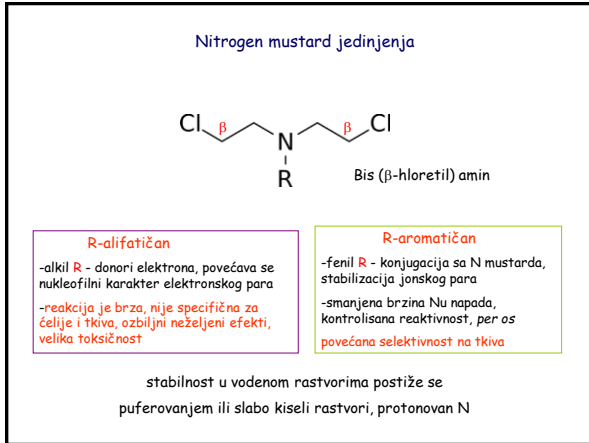 Nitrogen mustard jedinjenja
Cl β β Cl
N
R
Bis (β-hloretil) amin
R-alifatičan
-alkil R - donori elektrona, povećava se
nukleofilni karakter elektronskog para
-reakcija je brza, nije specifična za
ćelije i tkiva, ozbiljni neželjeni efekti,
velika toksičnost
R-aromatičan
-fenil R - konjugacija sa N mustarda,
stabilizacija jonskog para
-smanjena brzina Nu napada,
kontrolisana reaktivnost, per os
povećana selektivnost na tkiva
stabilnost u vodenom rastvorima postiže se
puferovanjem ili slabo kiseli rastvori, protonovan N